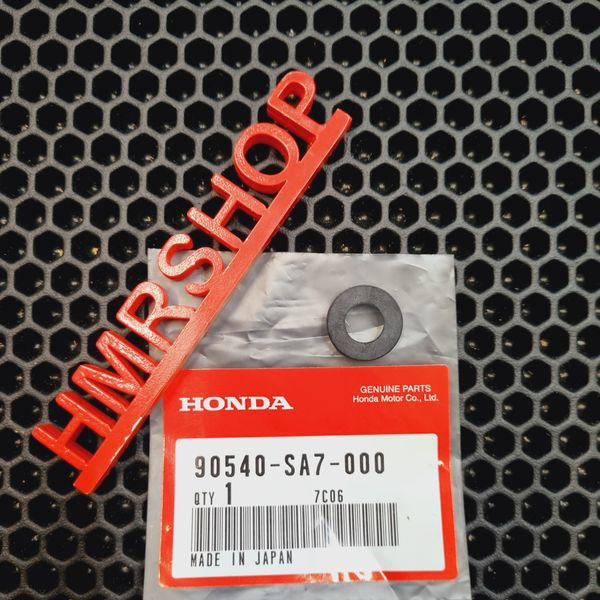 HMRSHOP
HONDA
GENUINE PARTS
Honda Motor Co., Ltd.
90540-SA7-000
QTY 1 7C06
MADE IN JAPAN